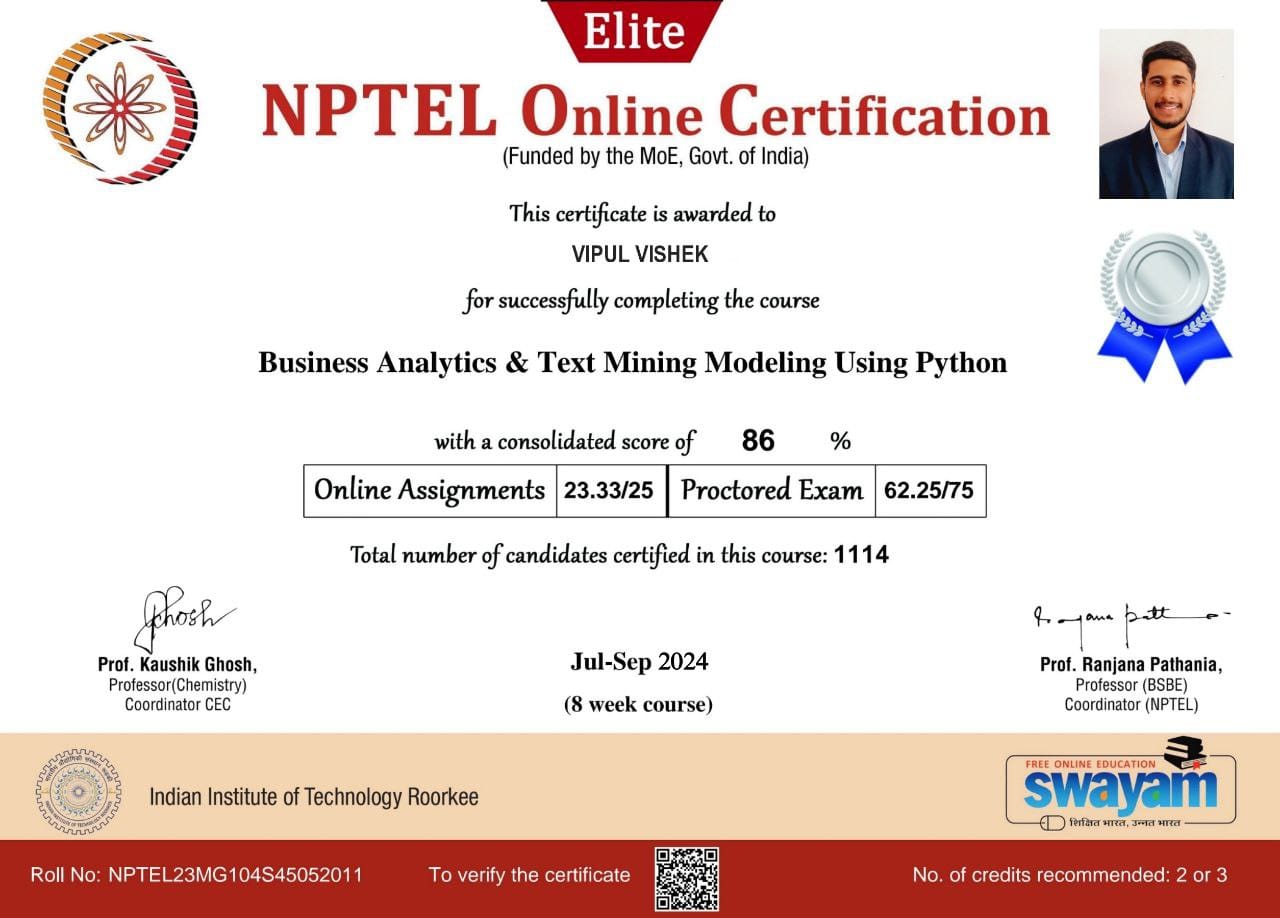 Elite
NPTEL Online Certification
(Funded by the MoE, Govt. of India)
This certificate is awarded to
VIPUL VISHEK
for successfully completing the course
Business Analytics & Text Mining Modeling Using Python
with a consolidated score of 86 %
Online Assignments 23.33/25 Proctored Exam 62.25/75
Total number of candidates certified in this course: 1114
Prof. Kaushik Ghosh,
Professor(Chemistry)
Coordinator CEC
Jul-Sep 2024
(8 week course)
Prof. Ranjana Pathania,
Professor (BSBE)
Coordinator (NPTEL)
Indian Institute of Technology Roorkee
FREE ONLINE EDUCATION
swayam
शिक्षित भारत, उन्नत भारत
Roll No: NPTEL23MG104S45052011
To verify the certificate
No. of credits recommended: 2 or 3